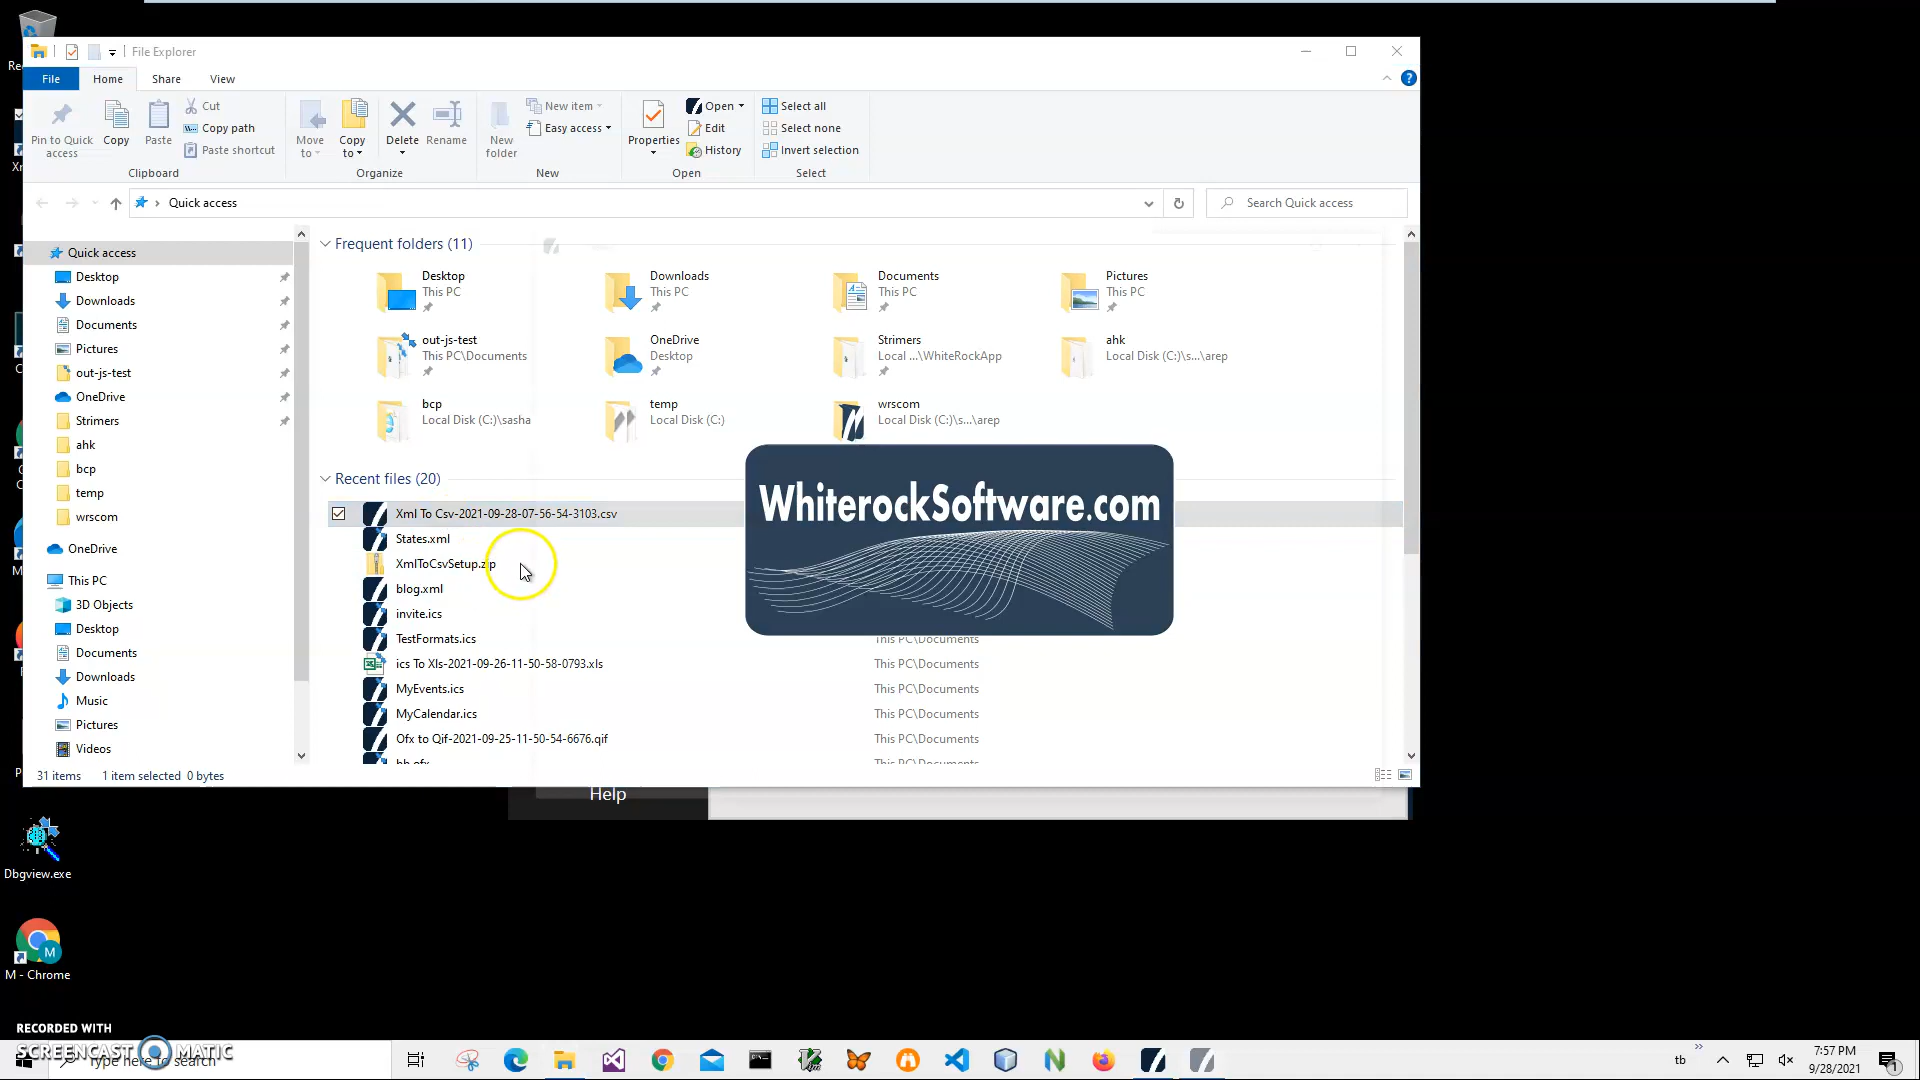 File Explorer
File
Home
Share
View
Pin to Quick access
Copy
Paste
Cut
Copy path
Paste shortcut
Clipboard
Move to
Copy to
Delete
Rename
Organize
New folder
New item
Easy access
New
Properties
Open
Edit
History
Open
Select all
Select none
Invert selection
Select
Quick access
Search Quick access
Quick access
Desktop
Downloads
Documents
Pictures
out-js-test
OneDrive
Strimers
ahk
bcp
temp
wrscom
OneDrive
This PC
3D Objects
Desktop
Documents
Downloads
Music
Pictures
Videos
Frequent folders (11)
Desktop
This PC
Downloads
This PC
Documents
This PC
Pictures
This PC
out-js-test
This PC\Documents
OneDrive
Desktop
Strimers
Local ...\WhiteRockApp
ahk
Local Disk (C:)\s...\arep
bcp
Local Disk (C:)\sasha
temp
Local Disk (C:)
wrscom
Local Disk (C:)\s...\arep
Recent files (20)
Xml To Csv-2021-09-28-07-56-54-3103.csv
States.xml
XmlToCsvSetup.zip
blog.xml
invite.ics
TestFormats.ics
This PC\Documents
ics To Xls-2021-09-26-11-50-58-0793.xls
This PC\Documents
MyEvents.ics
This PC\Documents
MyCalendar.ics
This PC\Documents
Ofx to Qif-2021-09-25-11-50-54-6676.qif
This PC\Documents
WhiterockSoftware.com
31 items
1 item selected 0 bytes
Help
Dbgview.exe
M
M - Chrome
RECORDED WITH
SCREENCAST MATIC
Type here to search
tb
7:57 PM
9/28/2021
1